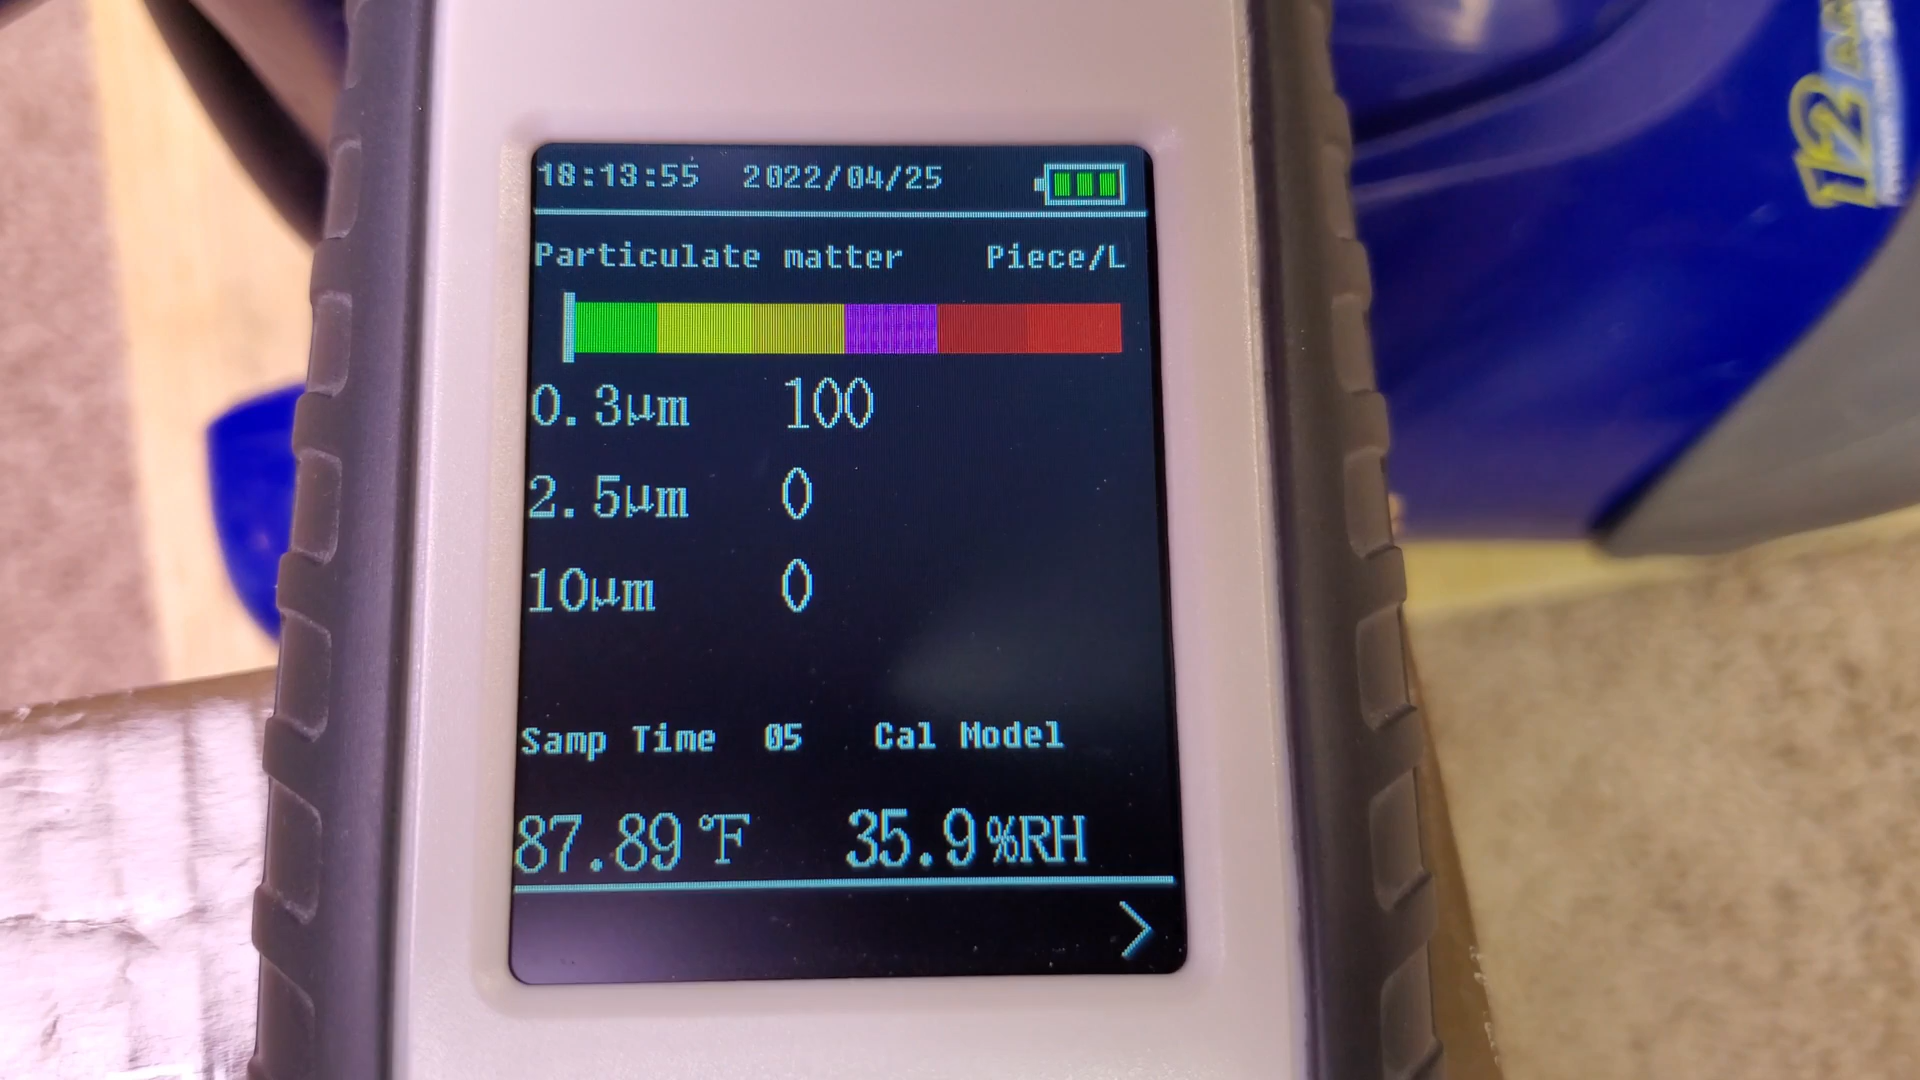 18:13:55 2022/04/25
Particulate matter Piece/L
0.3μm 100
2.5μm 0
10μm 0
Samp Time 05 Cal Model
87.89 °F 35.9 %RH
>
12